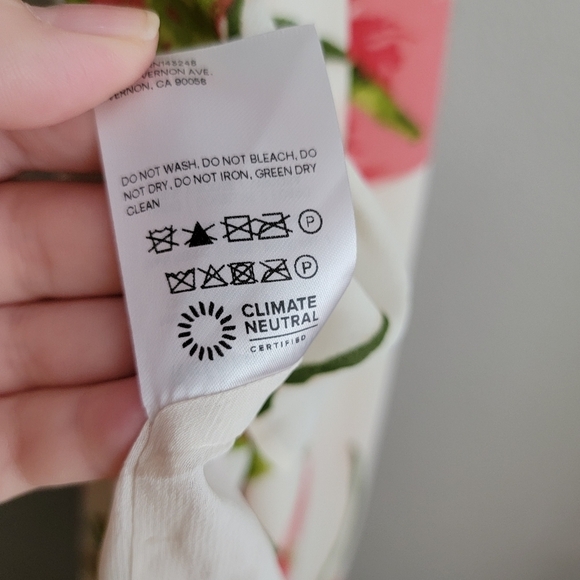 VERNON AVE.
VERNON, CA 90058
DO NOT WASH, DO NOT BLEACH, DO
NOT DRY, DO NOT IRON, GREEN DRY
CLEAN
P
P
CLIMATE
NEUTRAL
CERTIFIED